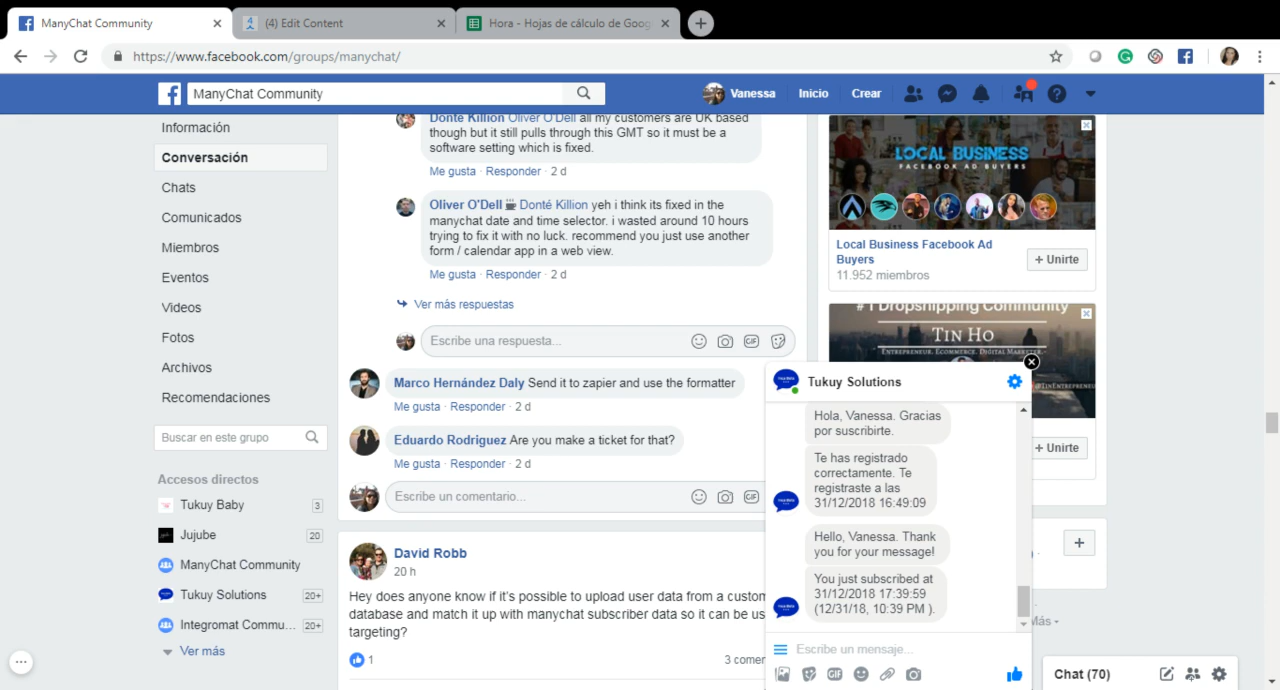 ManyChat Community
(4) Edit Content
Hora - Hojas de cálculo de Goog
https://www.facebook.com/groups/manychat/
ManyChat Community
Vanessa
Inicio
Crear
Información
Conversación
Chats
Comunicados
Miembros
Eventos
Videos
Fotos
Archivos
Recomendaciones
Buscar en este grupo
Accesos directos
Tukuy Baby
3
Jujube
20
ManyChat Community
Tukuy Solutions
20+
Integromat Commu...
20+
Ver más
Donté Killion Oliver O'Dell all my customers are UK based
though but it still pulls through this GMT so it must be a
software setting which is fixed.
Me gusta · Responder · 2 d
Oliver O'Dell Donté Killion yeh i think its fixed in the
manychat date and time selector. i wasted around 10 hours
trying to fix it with no luck. recommend you just use another
form / calendar app in a web view.
Me gusta · Responder · 2 d
Ver más respuestas
Escribe una respuesta...
GIF
Marco Hernández Daly Send it to zapier and use the formatter
Me gusta · Responder · 2 d
Eduardo Rodriguez Are you make a ticket for that?
Me gusta · Responder · 2 d
Escribe un comentario...
GIF
David Robb
20 h
Hey does anyone know if it's possible to upload user data from a custom
database and match it up with manychat subscriber data so it can be us
targeting?
1
3 comen
LOCAL BUSINESS
FACEBOOK AD BUYERS
Local Business Facebook Ad
Buyers
11.952 miembros
+ Unirte
#1 Dropshipping Community
TIN HO
ENTREPRENEUR. ECOMMERCE. DIGITAL MARKETER.
@TINENTREPRENEUR
+ Unirte
Más
Tukuy Solutions
Hola, Vanessa. Gracias
por suscribirte.
Te has registrado
correctamente. Te
registraste a las
31/12/2018 16:49:09
Hello, Vanessa. Thank
you for your message!
You just subscribed at
31/12/2018 17:39:59
(12/31/18, 10:39 PM ).
Escribe un mensaje...
GIF
Chat (70)